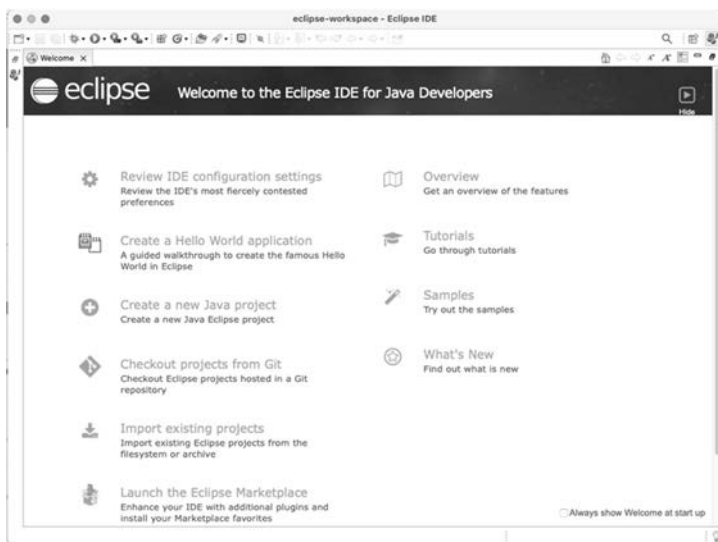 eclipse-workspace - Eclipse IDE
Welcome
eclipse
Welcome to the Eclipse IDE for Java Developers
Hide
Review IDE configuration settings
Review the IDE's most fiercely contested
preferences
Create a Hello World application
A guided walkthrough to create the famous Hello
World in Eclipse
Create a new Java project
Create a new Java Eclipse project
Checkout projects from Git
Checkout Eclipse projects hosted in a Git
repository
Import existing projects
Import existing Eclipse projects from the
filesystem or archive
Launch the Eclipse Marketplace
Enhance your IDE with additional plugins and
install your Marketplace favorites
Overview
Get an overview of the features
Tutorials
Go through tutorials
Samples
Try out the samples
What's New
Find out what is new
Always show Welcome at start up